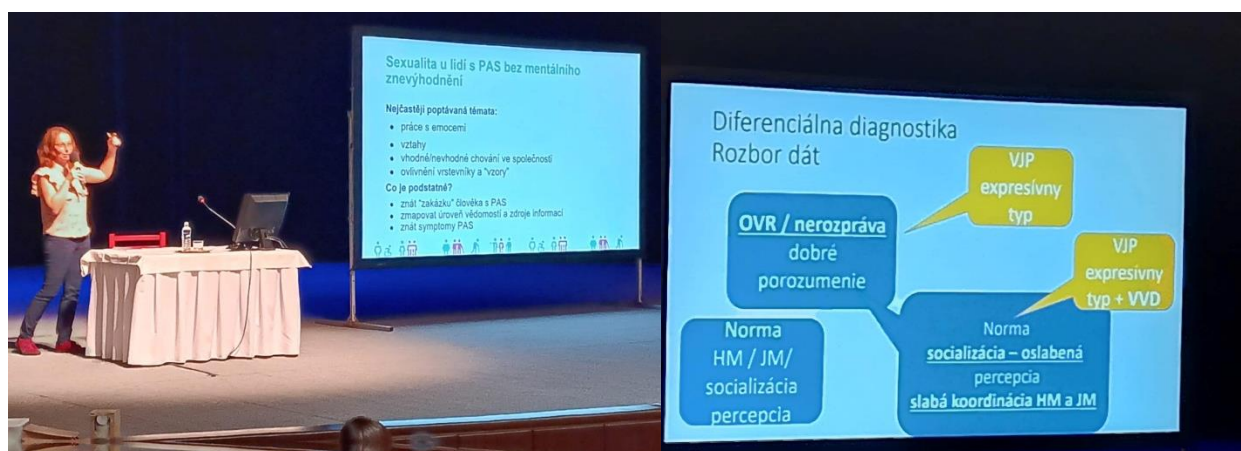 Sexualita u lidí s PAS bez mentálního
znevýhodnění
Nejčastěji poptávaná témata:
• práce s emocemi
• vztahy
• vhodné/nevhodné chování ve společnosti
• ovlivnění vrstevníky a "vzory"
Co je podstatné?
• znát "zakázku" člověka s PAS
• zmapovat úroveň vědomostí a zdroje informací
• znát symptomy PAS
Diferenciálna diagnostika
Rozbor dát
VJP
expresívny
typ
OVR / nerozpráva
dobré
porozumenie
VJP
expresívny
typ + VVD
Norma
HM / JM/
socializácia
percepcia
Norma
socializácia – oslabená
percepcia
slabá koordinácia HM a JM